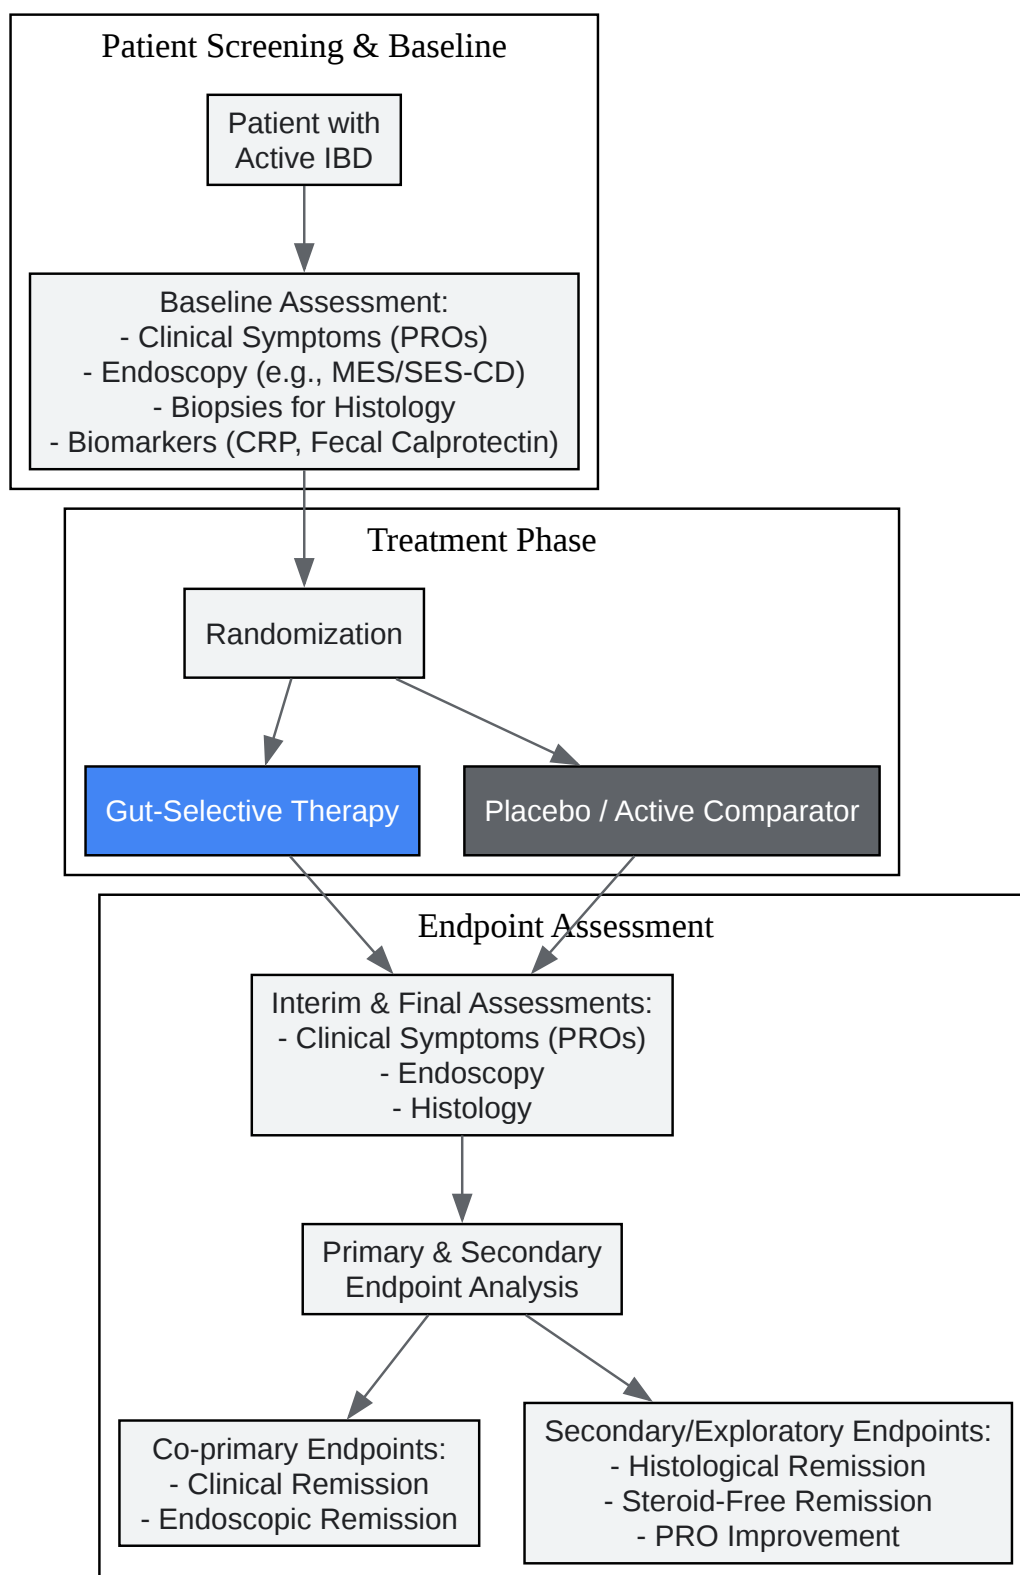 Patient Screening & Baseline
Patient with
Active IBD
Baseline Assessment:
- Clinical Symptoms (PROs)
- Endoscopy (e.g., MES/SES-CD)
- Biopsies for Histology
- Biomarkers (CRP, Fecal Calprotectin)
Treatment Phase
Randomization
Gut-Selective Therapy
Placebo / Active Comparator
Endpoint Assessment
Interim & Final Assessments:
- Clinical Symptoms (PROs)
- Endoscopy
- Histology
Primary & Secondary
Endpoint Analysis
Co-primary Endpoints:
- Clinical Remission
- Endoscopic Remission
Secondary/Exploratory Endpoints:
- Histological Remission
- Steroid-Free Remission
- PRO Improvement